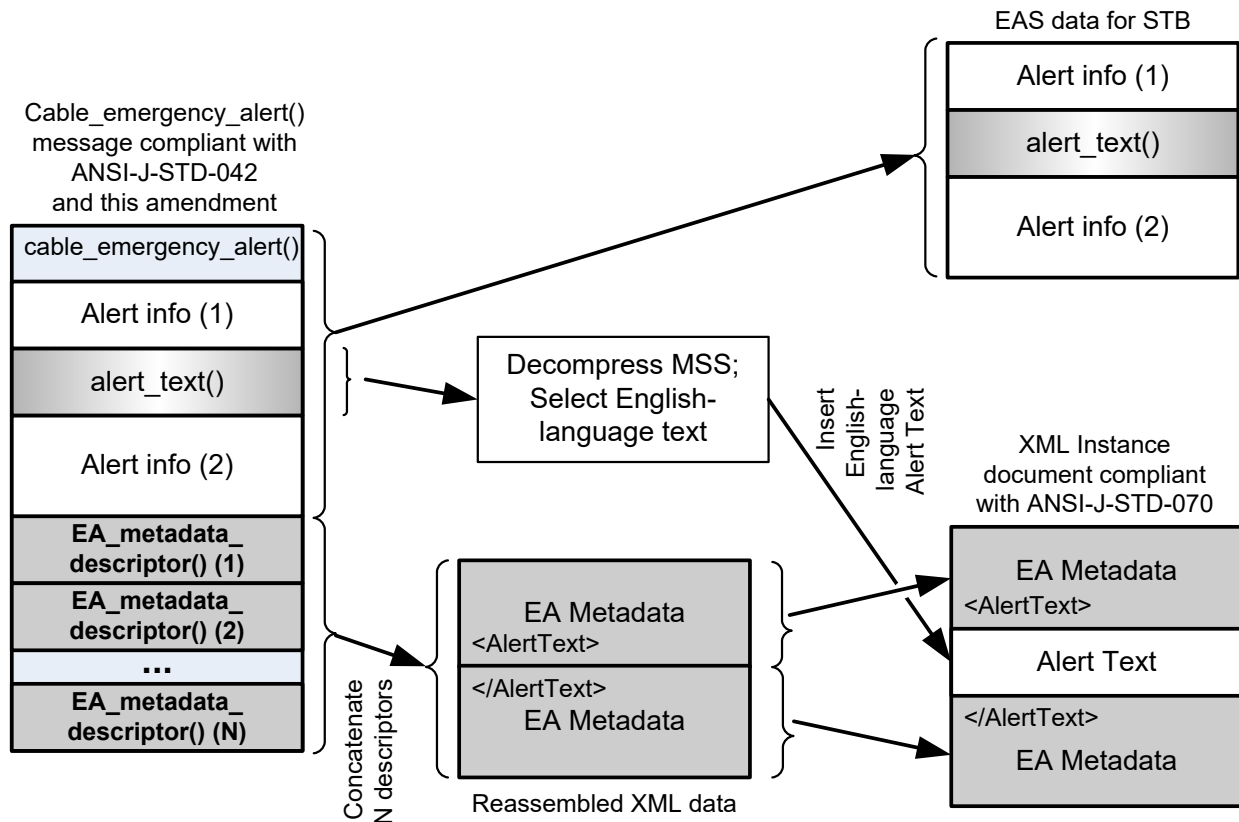 EAS data for STB
Alert info (1)
alert_text()
Alert info (2)
Cable_emergency_alert()
message compliant with
ANSI-J-STD-042
and this amendment
cable_emergency_alert()
Alert info (1)
alert_text()
Alert info (2)
EA_metadata_
descriptor() (1)
EA_metadata_
descriptor() (2)
...
EA_metadata_
descriptor() (N)
Decompress MSS;
Select English-
language text
Insert
English-
language
Alert Text
Concatenate
N descriptors
EA Metadata
<AlertText>
</AlertText>
EA Metadata
Reassembled XML data
XML Instance
document compliant
with ANSI-J-STD-070
EA Metadata
<AlertText>
Alert Text
</AlertText>
EA Metadata